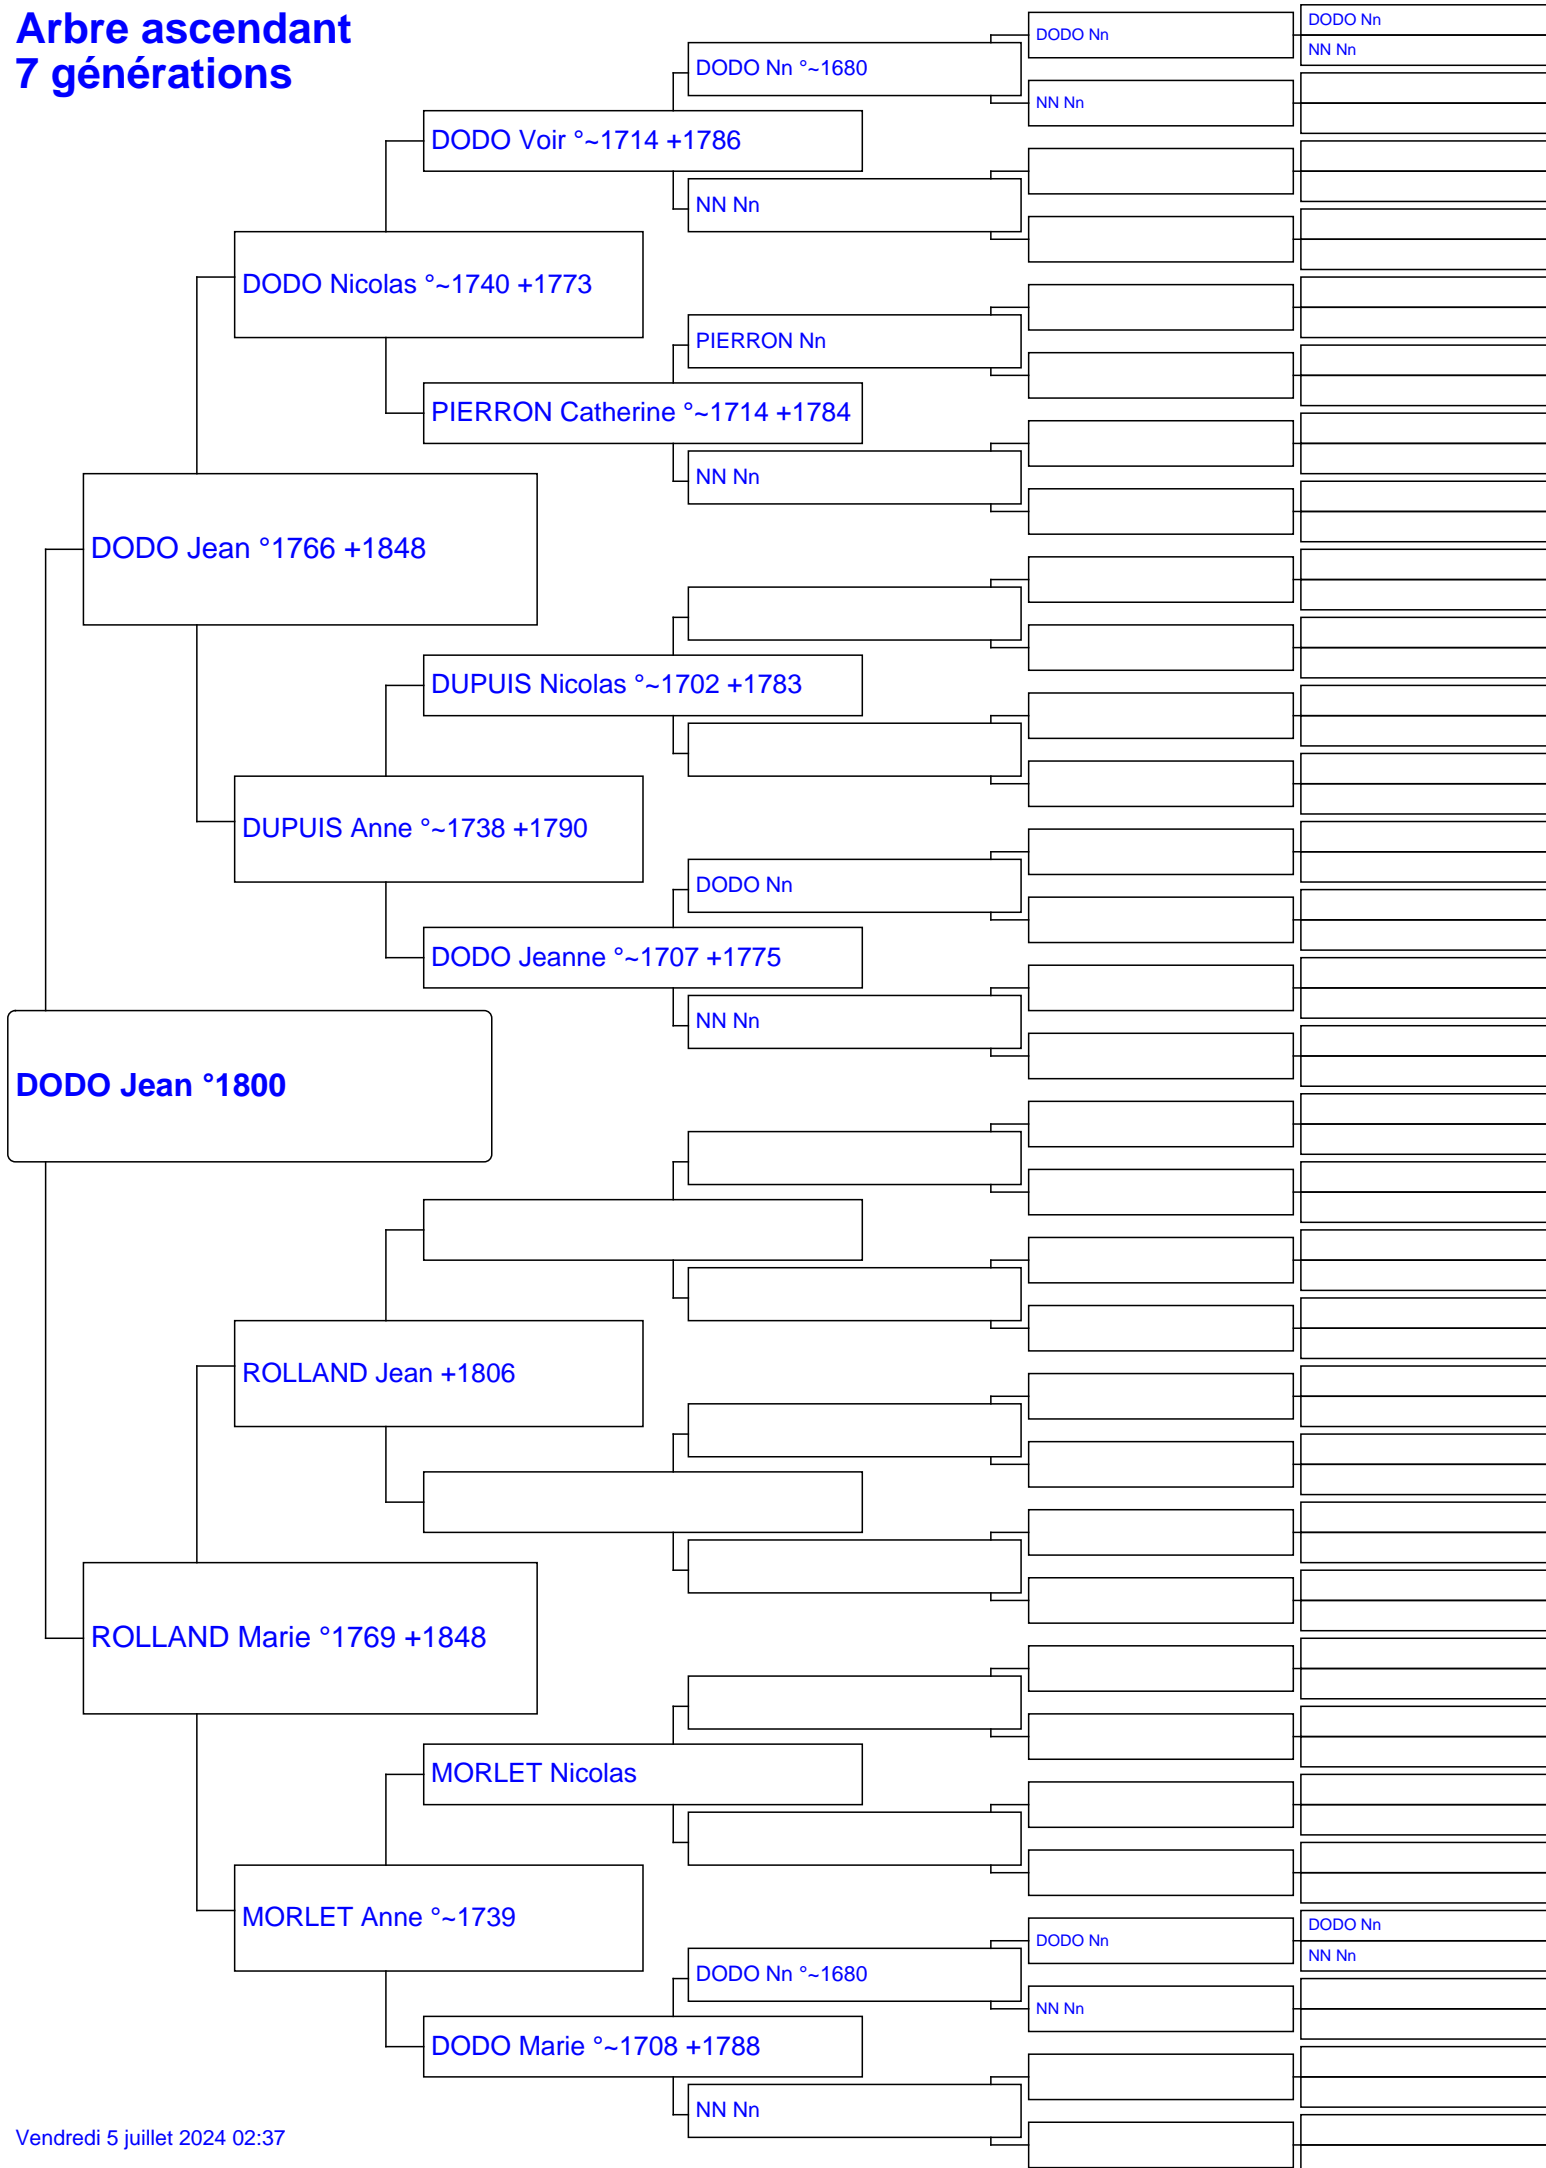 Arbre ascendant
7 générations
DODO Nn
DODO Nn
NN Nn
DODO Nn °~1680
NN Nn
DODO Voir °~1714 +1786
NN Nn
DODO Nicolas °~1740 +1773
PIERRON Nn
PIERRON Catherine °~1714 +1784
NN Nn
DODO Jean °1766 +1848
DUPUIS Nicolas °~1702 +1783
DUPUIS Anne °~1738 +1790
DODO Nn
DODO Jeanne °~1707 +1775
NN Nn
DODO Jean °1800
ROLLAND Jean +1806
ROLLAND Marie °1769 +1848
MORLET Nicolas
MORLET Anne °~1739
DODO Nn
DODO Nn
NN Nn
DODO Nn °~1680
NN Nn
DODO Marie °~1708 +1788
NN Nn
Vendredi 5 juillet 2024 02:37